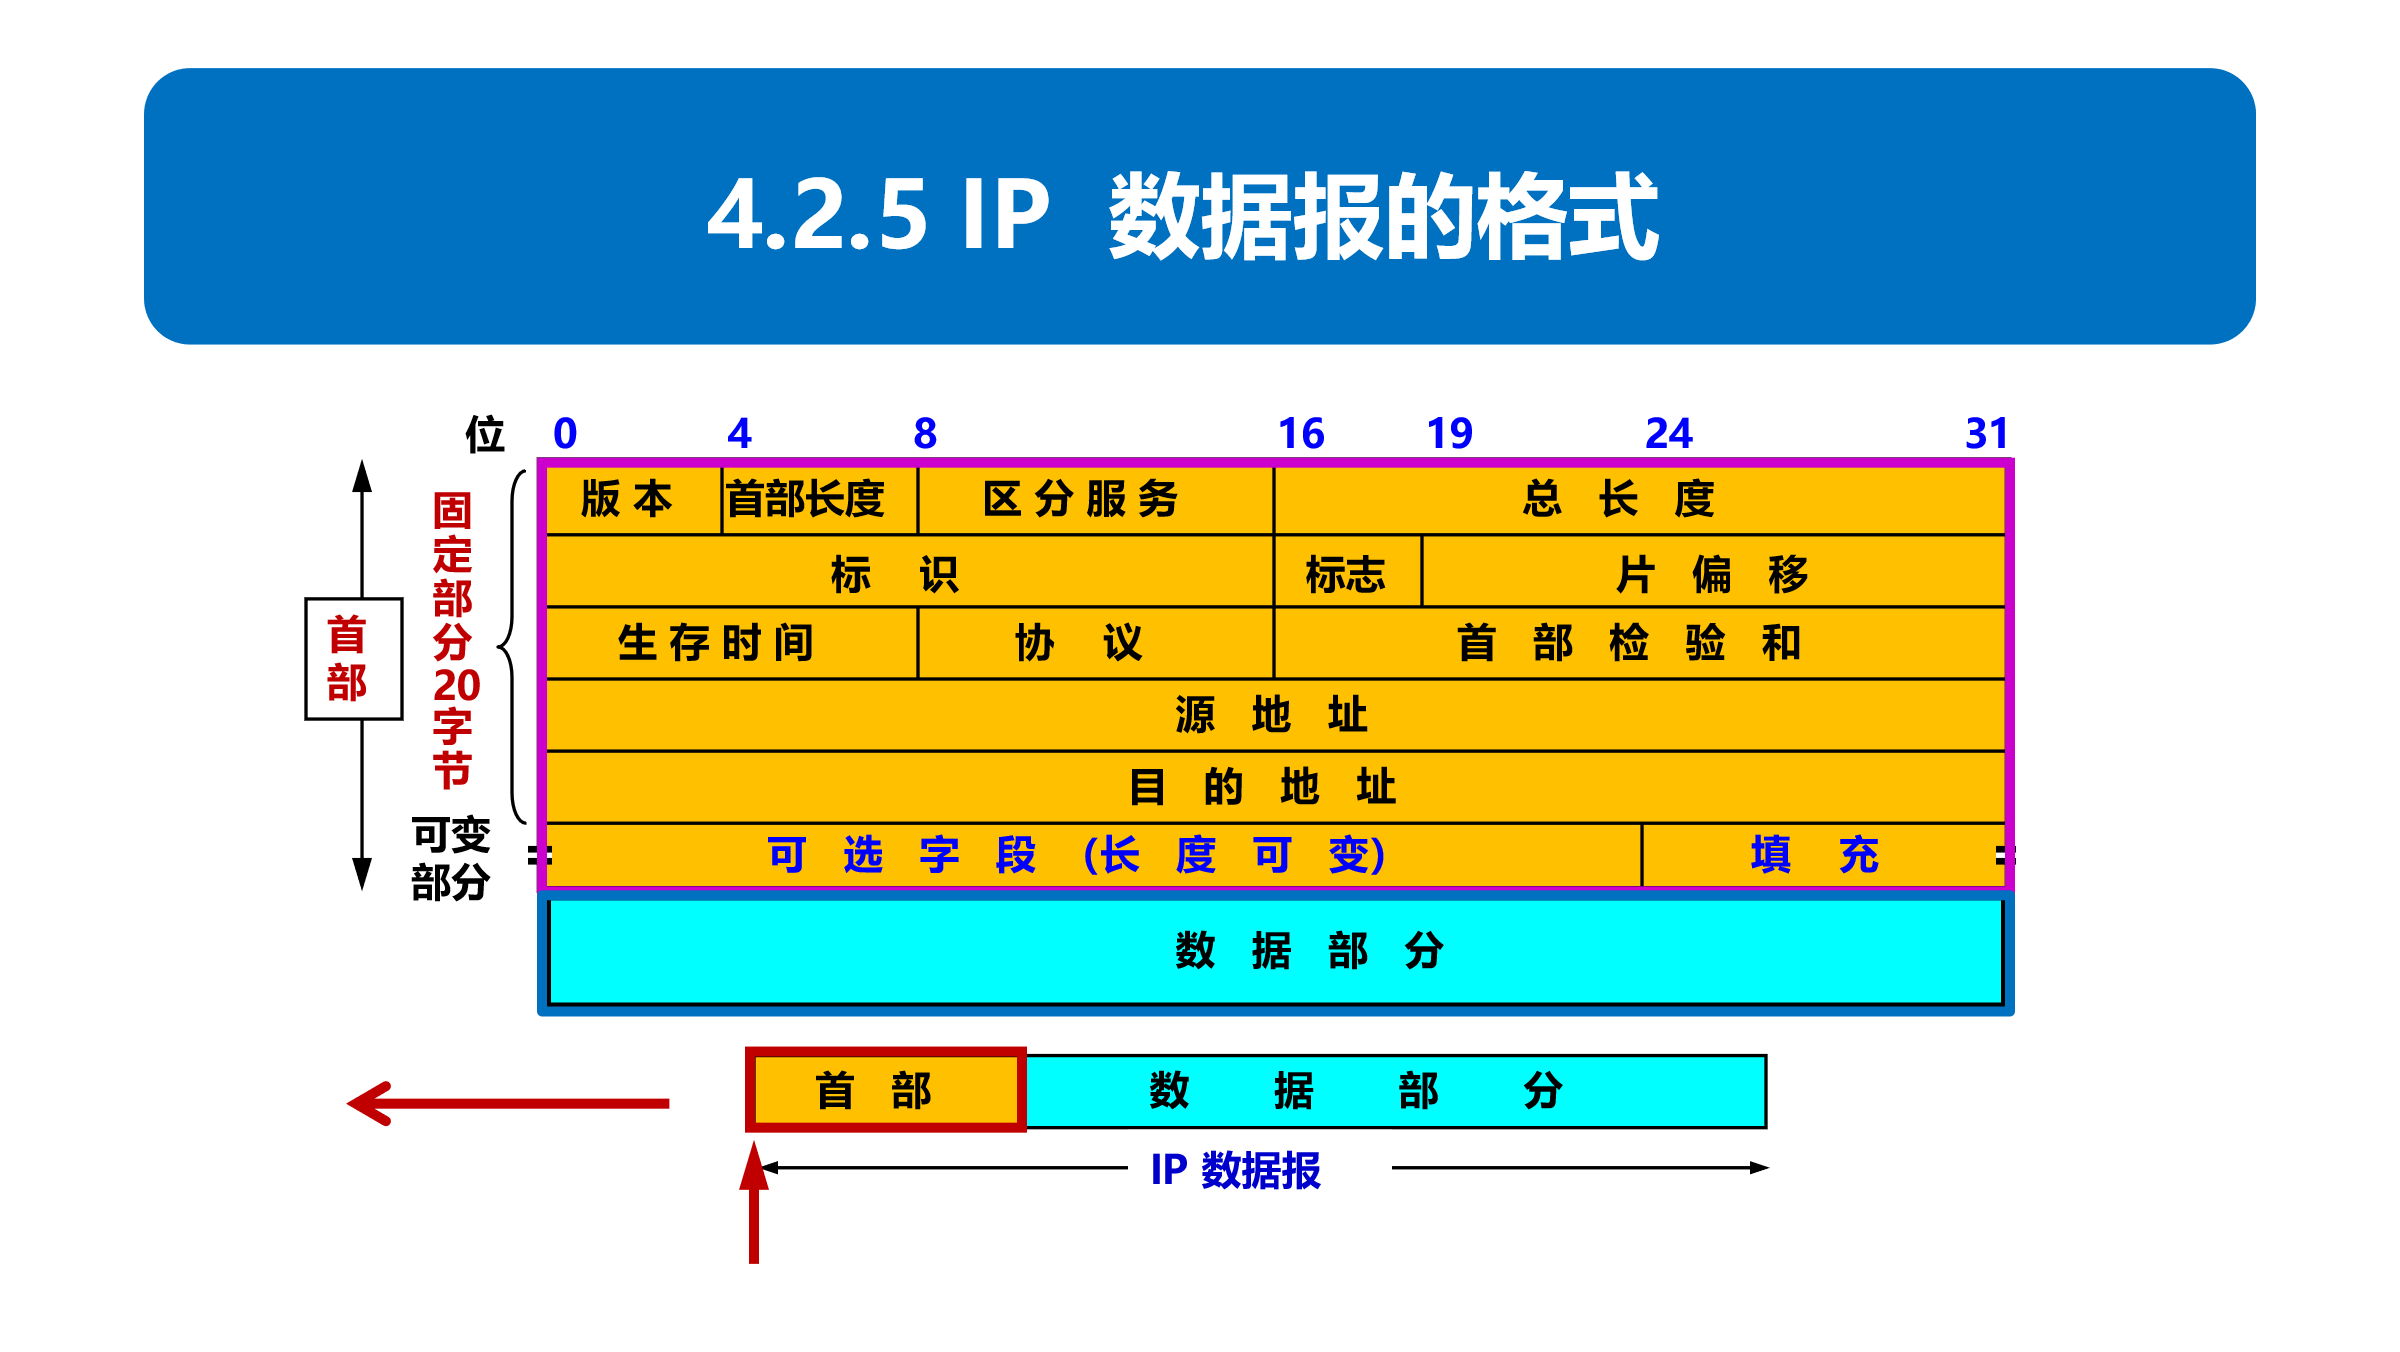 4.2.5 IP 数据报的格式
位 0 4 8 16 19 24 31
版 本 首部长度 区 分 服 务 总 长 度
标 识 标志 片 偏 移
生 存 时 间 协 议 首 部 检 验 和
源 地 址
目 的 地 址
可 选 字 段 (长 度 可 变) 填 充
数 据 部 分
首部
固定部分20字节
可变
部分
首 部 数 据 部 分
IP 数据报